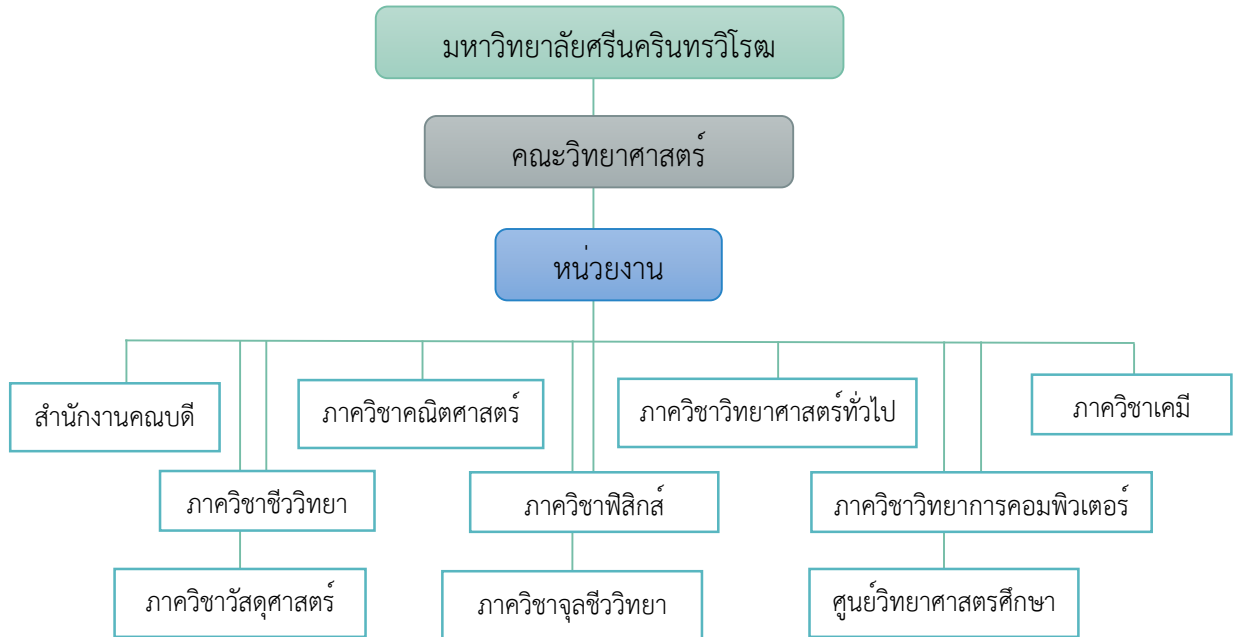 มหาวิทยาลัยศรีนครินทรวิโรฒ
คณะวิทยาศาสตร์
หน่วยงาน
สำนักงานคณบดี
ภาควิชาคณิตศาสตร์
ภาควิชาวิทยาศาสตร์ทั่วไป
ภาควิชาเคมี
ภาควิชาชีววิทยา
ภาควิชาฟิสิกส์
ภาควิชาวิทยาการคอมพิวเตอร์
ภาควิชาวัสดุศาสตร์
ภาควิชาจุลชีววิทยา
ศูนย์วิทยาศาสตรศึกษา